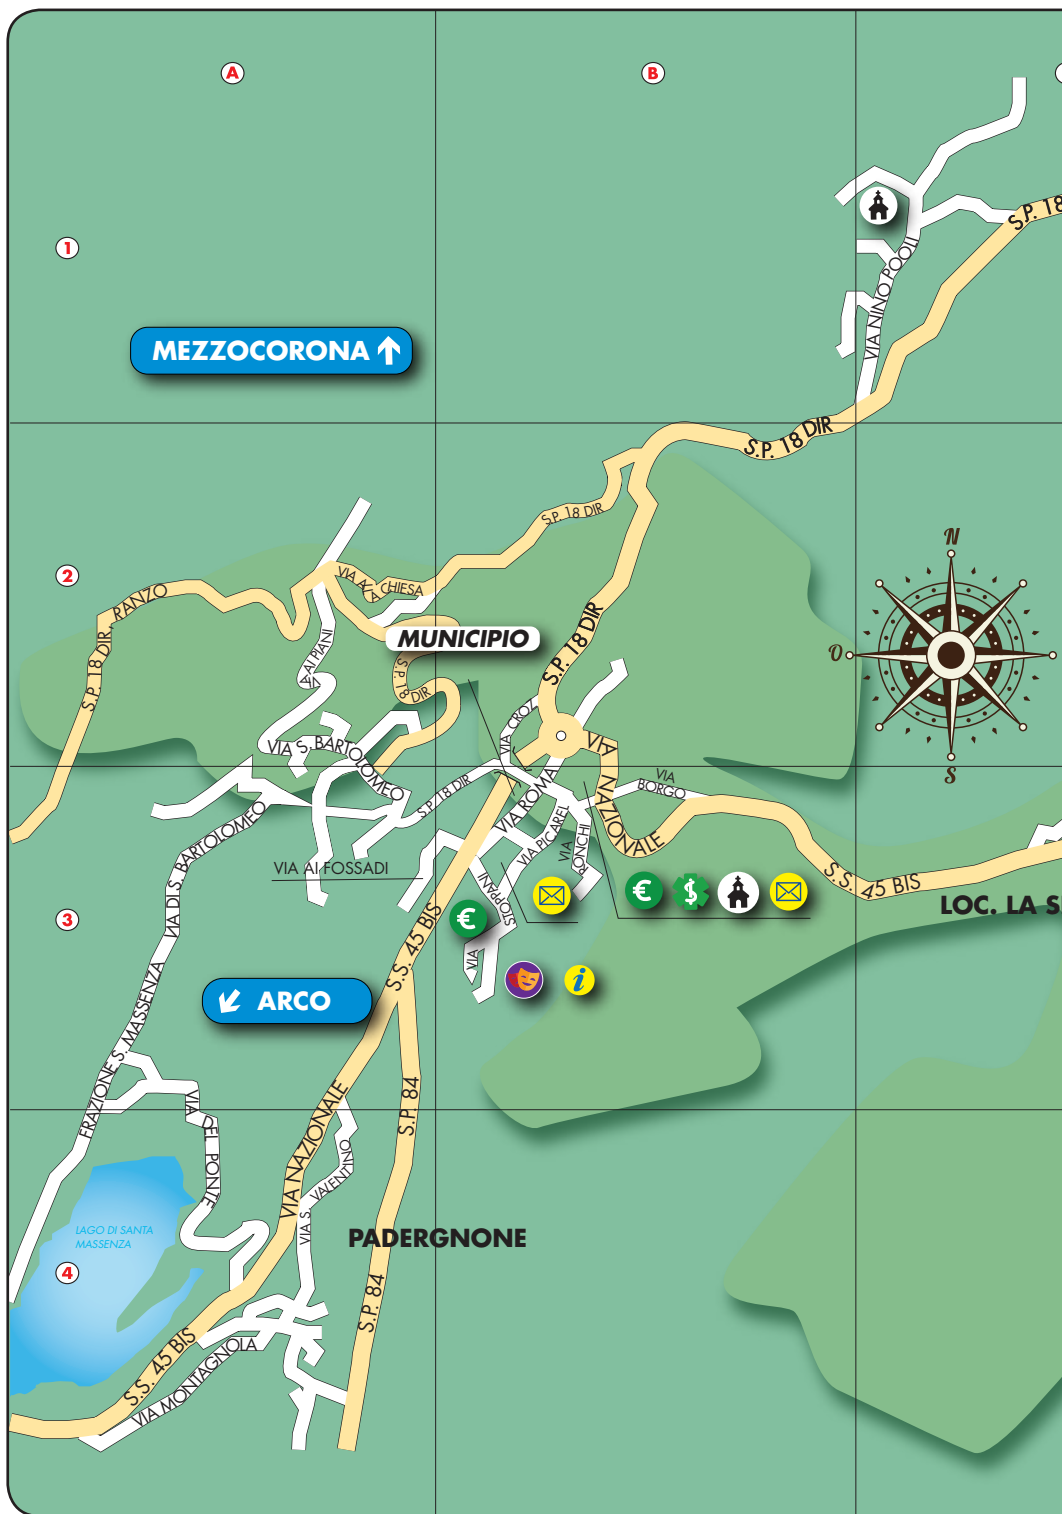 A
B
1
S.P. 18
VIA NINO POOLI
MEZZOCORONA
S.P. 18 DIR
S.P. 18 DIR
N
2
VIA ALLA CHIESA
S.P. 18 DIR. RANZO
MUNICIPIO
S.P. 18 DIR
O
VIA AI PIANI
S.P. 18 DIR
VIA CROZ
VIA S. BARTOLOMEO
VIA NAZIONALE
S
VIA BORGO
S.P. 18 DIR
VIA ROMA
VIA PICAREL
VIA RONCHI
VIA DI S. BARTOLOMEO
VIA AI FOSSADI
VIA STOPPANI
€
€
$
S.S. 45 BIS
LOC. LA S
3
S.S. 45 BIS
i
ARCO
FRAZIONE S. MASSENZA
VIA DEL PONTE
VIA NAZIONALE
S.P. 84
VIA S. VALENTINO
LAGO DI SANTA
MASSENZA
PADERGNONE
4
S.P. 84
S.S. 45 BIS
VIA MONTAGNOLA